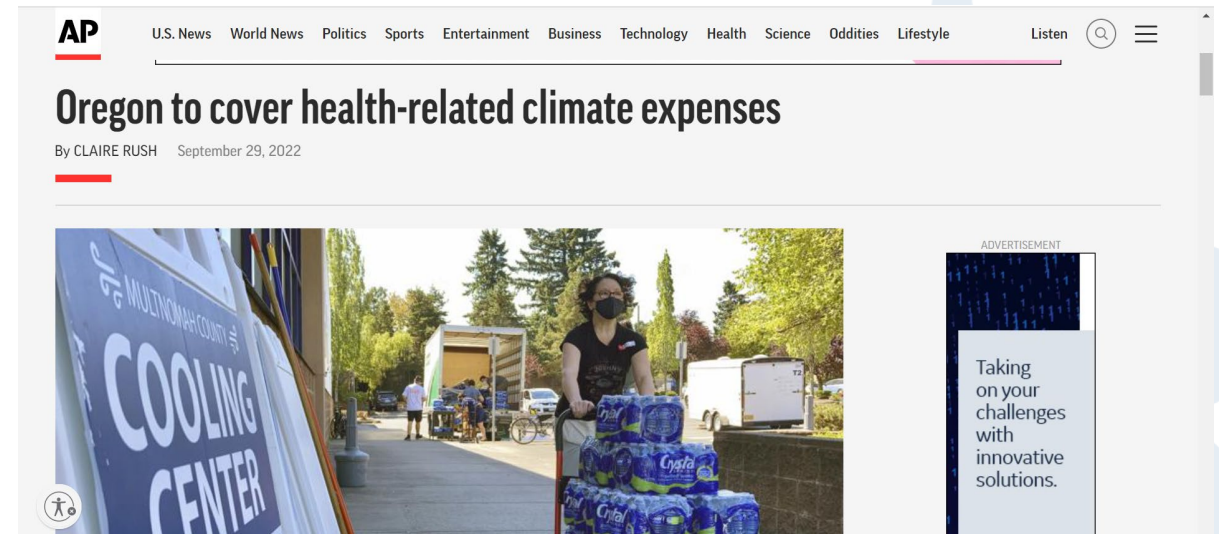 AP
U.S. News World News Politics Sports Entertainment Business Technology Health Science Oddities Lifestyle Listen
Oregon to cover health-related climate expenses
By CLAIRE RUSH September 29, 2022
ADVERTISEMENT
MULTNOMAH COUNTY
COOLING
CENTER
Crystal
Crystal
T2
Taking
on your
challenges
with
innovative
solutions.